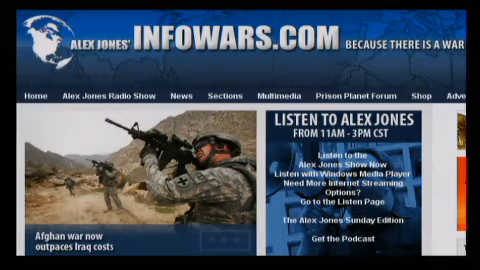 ALEX JONES' INFOWARS.COM BECAUSE THERE IS A WAR
Home Alex Jones Radio Show News Sections Multimedia Prison Planet Forum Shop Adve
LISTEN TO ALEX JONES
FROM 11AM - 3PM CST
Listen to the
Alex Jones Show Now
Listen with Windows Media Player
Need More Internet Streaming
Options?
Go to the Listen Page
The Alex Jones Sunday Edition
Get the Podcast
Afghan war now
outpaces Iraq costs